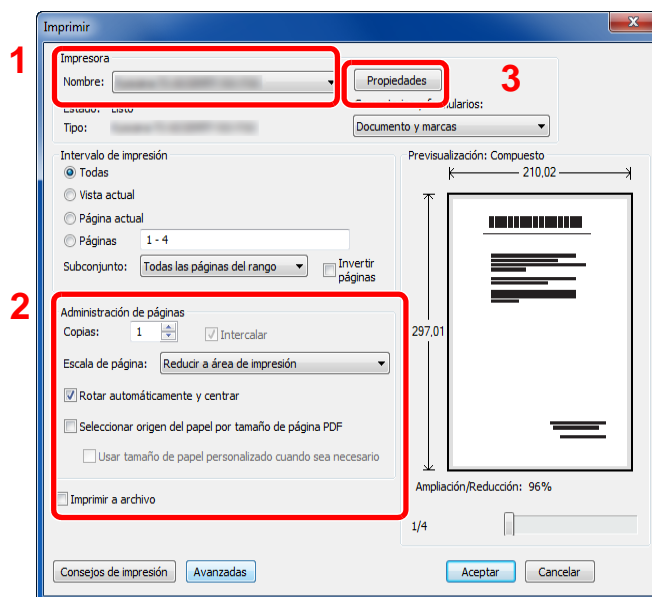 Imprimir
1
Impresora
Nombre:
Propiedades
3
Estado: Listo
Tipo:
Documento y marcas
Intervalo de impresión
Todas
Vista actual
Página actual
Páginas 1 - 4
Subconjunto: Todas las páginas del rango
Invertir
páginas
Previsualización: Compuesto
210,02
297,01
2
Administración de páginas
Copias: 1 Intercalar
Escala de página: Reducir a área de impresión
Rotar automáticamente y centrar
Seleccionar origen del papel por tamaño de página PDF
Usar tamaño de papel personalizado cuando sea necesario
Imprimir a archivo
Ampliación/Reducción: 96%
1/4
Consejos de impresión
Avanzadas
Aceptar
Cancelar